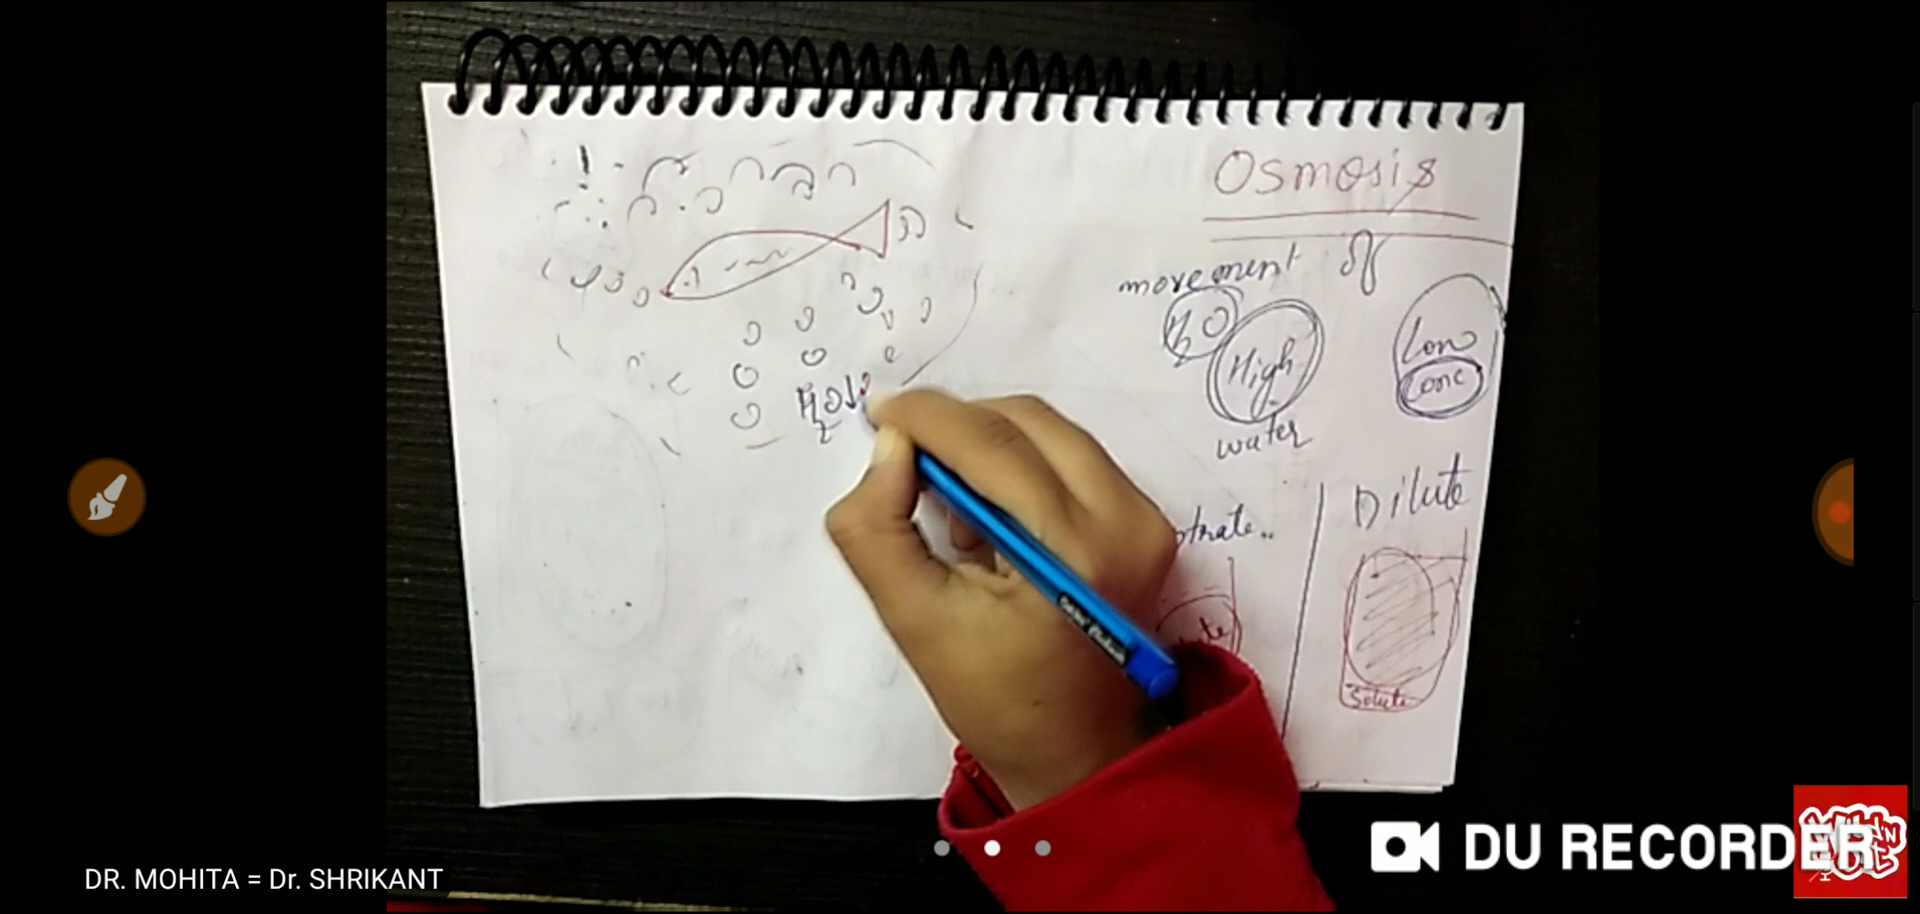 Osmosis
movement of
H2O High Low
Conc
water
H2O
Dilute
Solute
DU RECORDER
DR. MOHITA = Dr. SHRIKANT